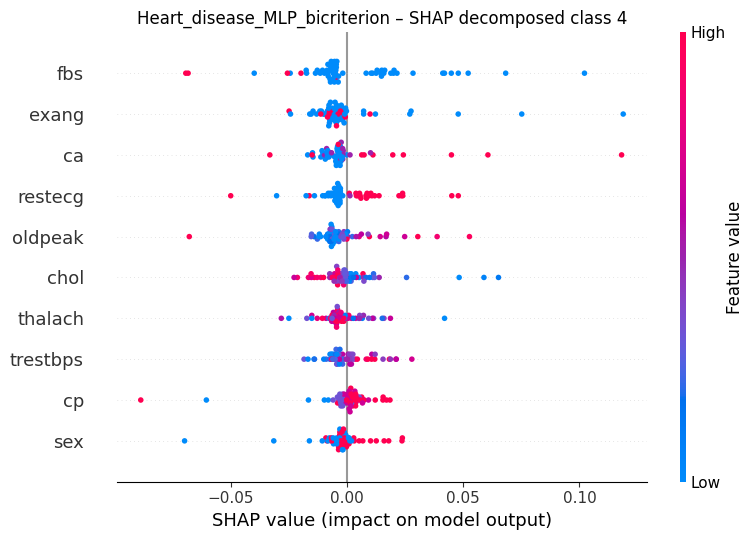 Heart_disease_MLP_bicriterion – SHAP decomposed class 4
High
fbs
exang
ca
restecg
oldpeak
chol
thalach
trestbps
cp
sex
Feature value
Low
−0.05
0.00
0.05
0.10
SHAP value (impact on model output)